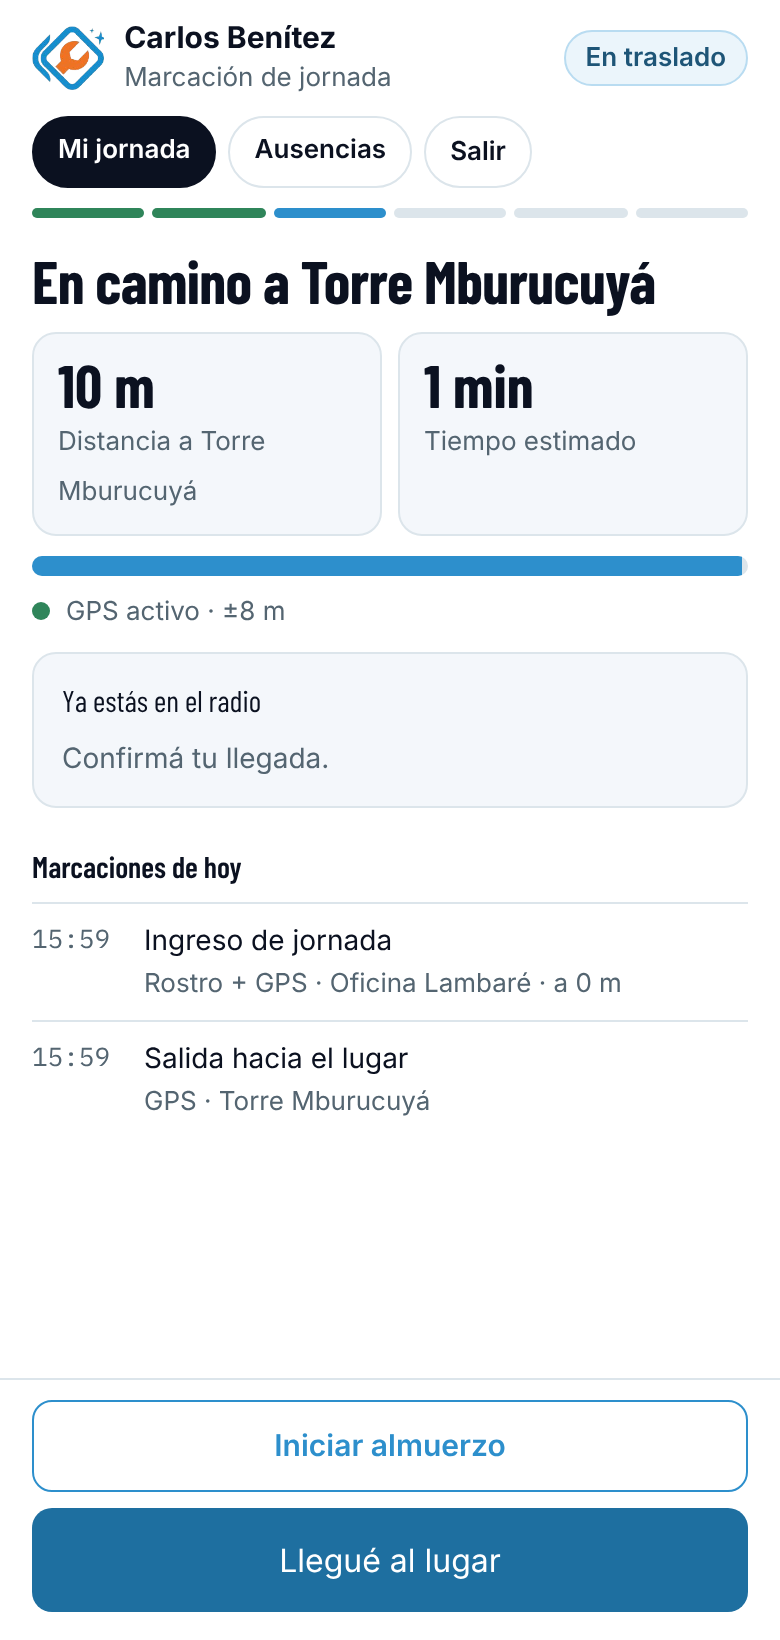 Carlos Benítez
Marcación de jornada
En traslado
Mi jornada
Ausencias
Salir
En camino a Torre Mburucuyá
10 m
Distancia a Torre
Mburucuyá
1 min
Tiempo estimado
GPS activo · ±8 m
Ya estás en el radio
Confirmá tu llegada.
Marcaciones de hoy
15:59 Ingreso de jornada
Rostro + GPS · Oficina Lambaré · a 0 m
15:59 Salida hacia el lugar
GPS · Torre Mburucuyá
Iniciar almuerzo
Llegué al lugar